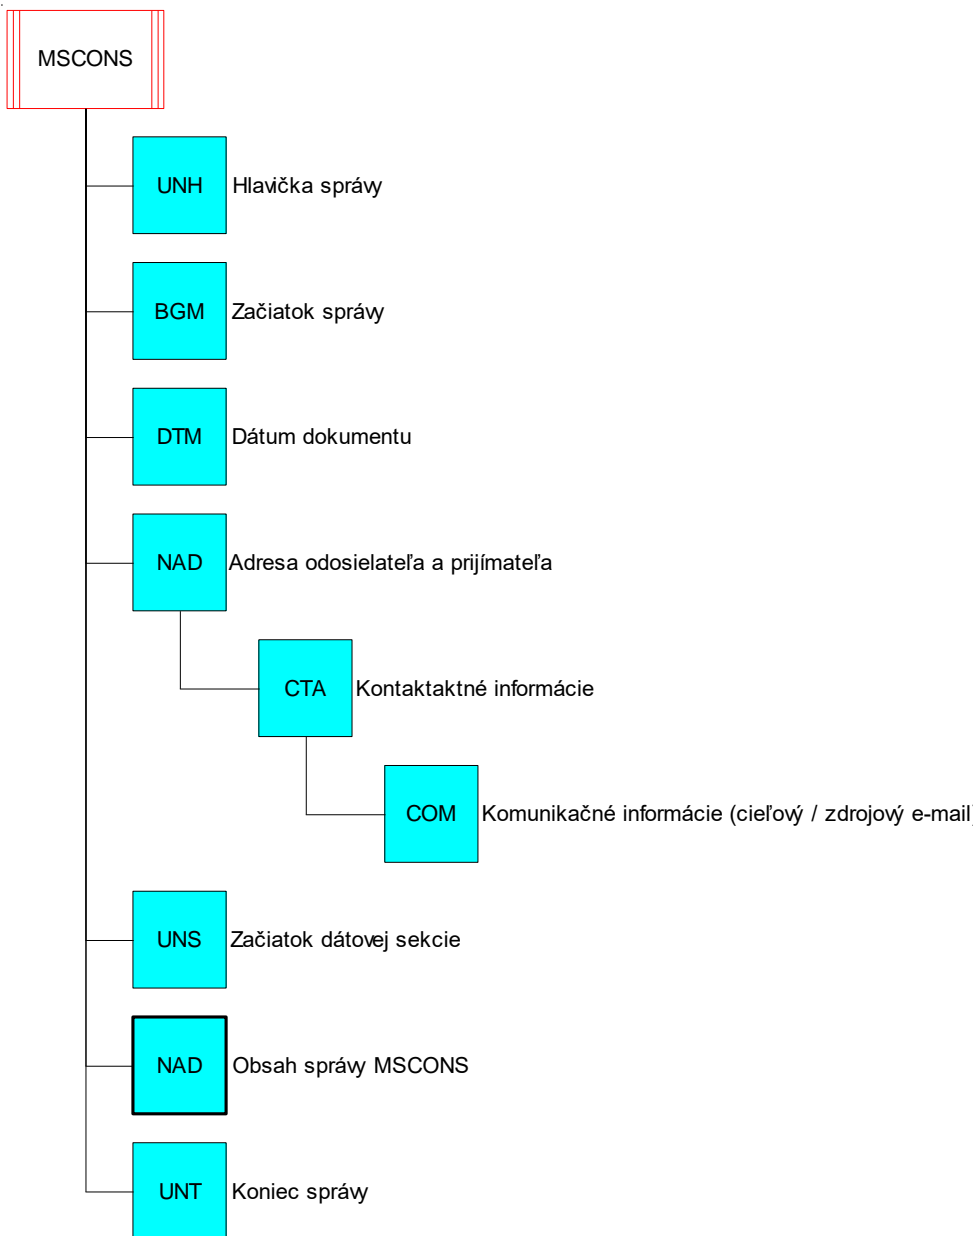 MSCONS
UNH Hlavička správy
BGM Začiatok správy
DTM Dátum dokumentu
NAD Adresa odosielateľa a prijímateľa
CTA Kontaktaktné informácie
COM Komunikačné informácie (cieľový / zdrojový e-mail)
UNS Začiatok dátovej sekcie
NAD Obsah správy MSCONS
UNT Koniec správy